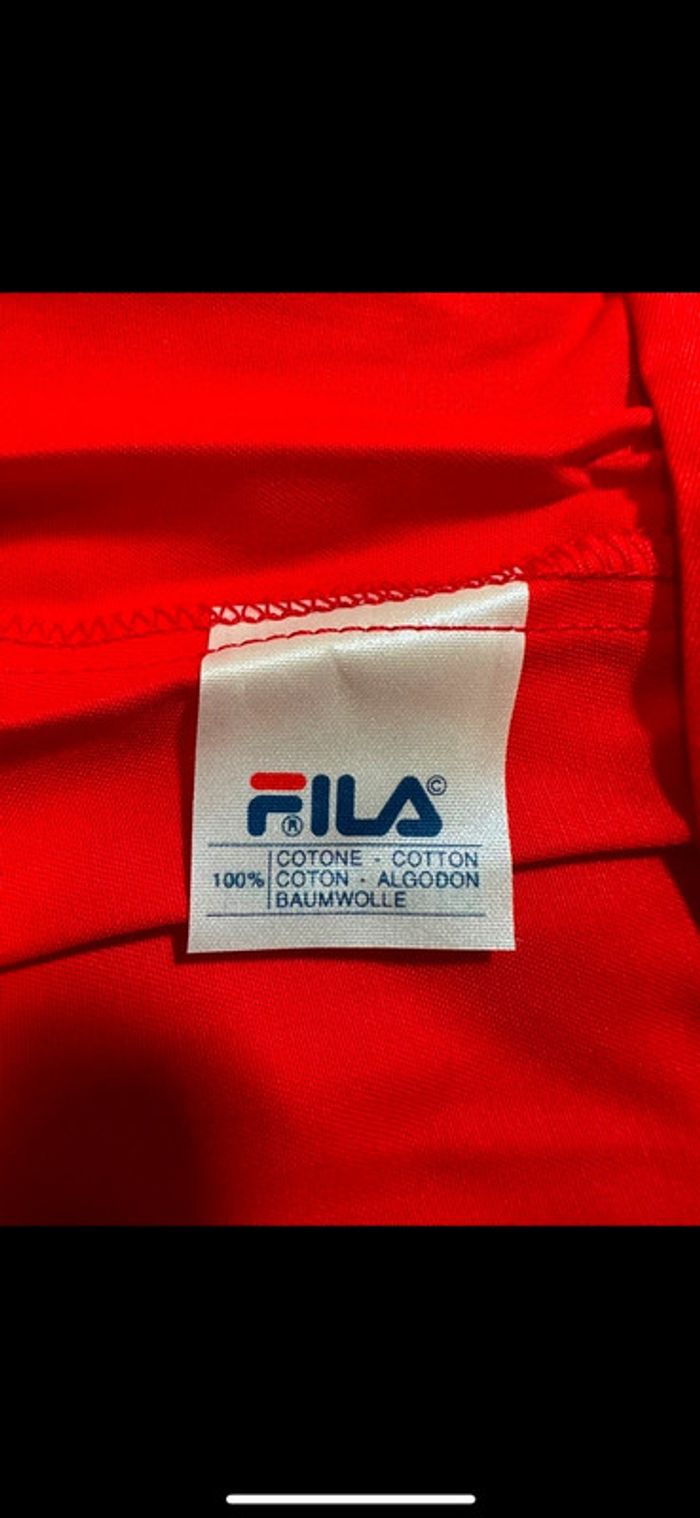 FILA®©
100% COTONE - COTTON
COTON - ALGODON
BAUMWOLLE